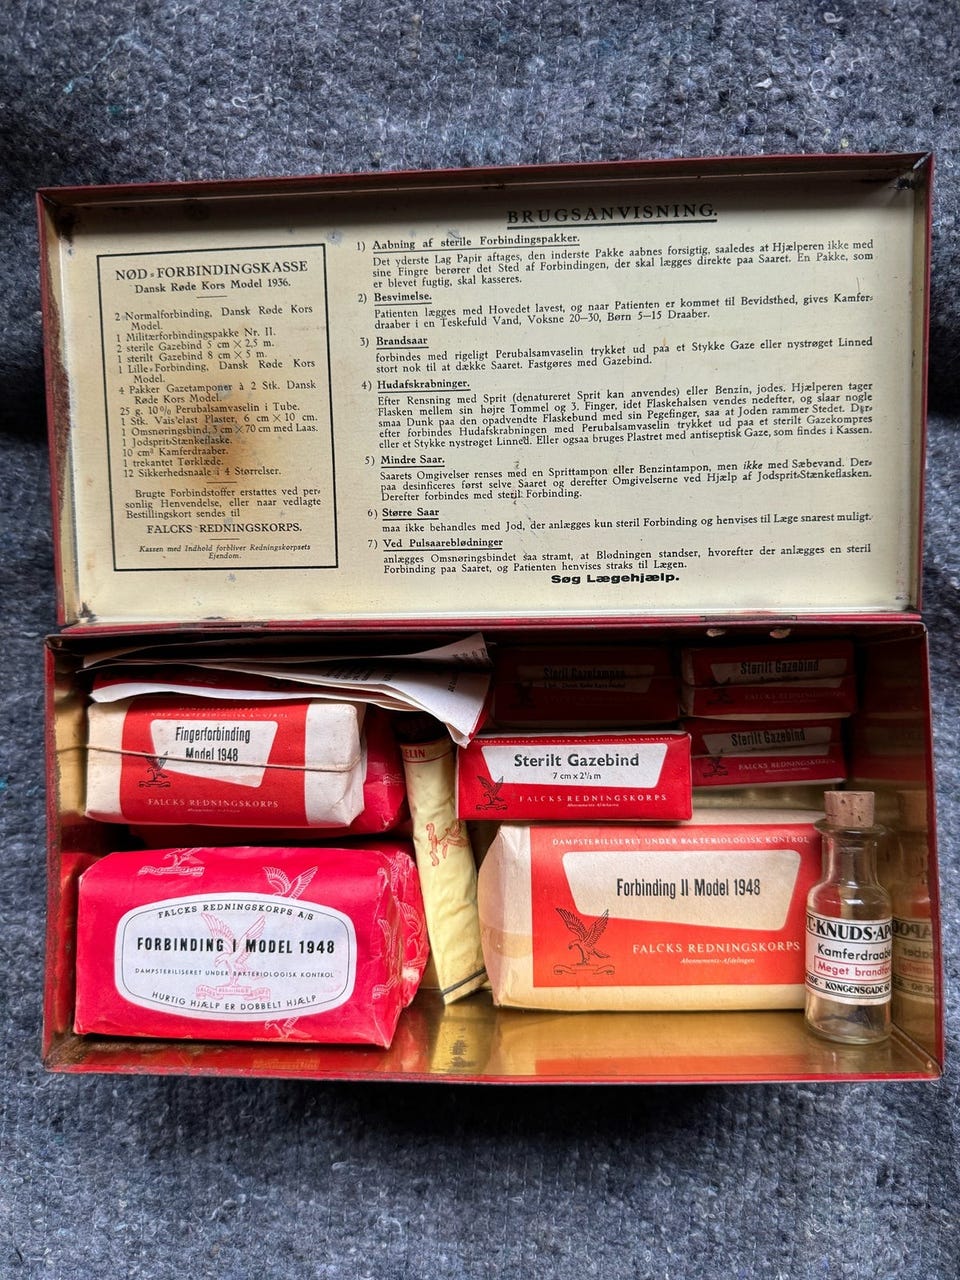 BRUGSANVISNING.
NØD-FORBINDINGSKASSE
Dansk Røde Kors Model 1936.
2 Normalforbinding, Dansk Røde Kors
Model.
1 Militærforbindingspakke Nr. II.
2 sterile Gazebind 5 cm × 2,5 m.
1 sterilt Gazebind 8 cm × 5 m.
1 Lille Forbinding, Dansk Røde Kors
Model.
4 Pakker Gazetamponer à 2 Stk. Dansk
Røde Kors Model.
25 g. 10% Perubalsamvaselin i Tube.
1 Stk. Vais'elast Plaster, 6 cm × 10 cm.
1 Omsnøringsbind, 3 cm × 70 cm med Laas.
1 Jodsprit-Stænkeflaske.
10 cm³ Kamferdraaber.
1 trekantet Tørklæde.
12 Sikkerhedsnaale i 4 Størrelser.
Brugte Forbindstoffer erstattes ved per-
sonlig Henvendelse, eller naar vedlagte
Bestillingskort sendes til
FALCKS REDNINGSKORPS.
Kassen med Indhold forbliver Redningskorpsets
Ejendom.
1) Aabning af sterile Forbindingspakker.
Det yderste Lag Papir aftages, den inderste Pakke aabnes forsigtig, saaledes at Hjælperen ikke med
sine Fingre berører det Sted af Forbindingen, der skal lægges direkte paa Saaret. En Pakke, som
er blevet fugtig, skal kasseres.
2) Besvimelse.
Patienten lægges med Hovedet lavest, og naar Patienten er kommet til Bevidsthed, gives Kamfer-
draaber i en Teskefuld Vand, Voksne 20—30, Børn 5—15 Draaber.
3) Brandsaar
forbindes med rigeligt Perubalsamvaselin trykket ud paa et Stykke Gaze eller nystrøget Linned
stort nok til at dække Saaret. Fastgøres med Gazebind.
4) Hudafskrabninger.
Efter Rensning med Sprit (denatureret Sprit kan anvendes) eller Benzin, jodes. Hjælperen tager
Flasken mellem sin højre Tommel og 3. Finger, idet Flaskehalsen vendes nedefter, og slaar nogle
smaa Dunk paa den opadvendte Flaskebund med sin Pegefinger, saa at Joden rammer Stedet. Der-
efter forbindes Hudafskrabningen med Perubalsamvaselin trykket ud paa et sterilt Gazekompres
eller et Stykke nystrøget Linned. Eller ogsaa bruges Plastret med antiseptisk Gaze, som findes i Kassen.
5) Mindre Saar.
Saarets Omgivelser renses med en Sprittampon eller Benzintampon, men ikke med Sæbevand. Der-
paa desinficeres først selve Saaret og derefter Omgivelserne ved Hjælp af Jodsprit-Stænkeflasken.
Derefter forbindes med steril Forbinding.
6) Større Saar
maa ikke behandles med Jod, der anlægges kun steril Forbinding og henvises til Læge snarest muligt.
7) Ved Pulsaareblødninger
anlægges Omsnøringsbindet saa stramt, at Blødningen standser, hvorefter der anlægges en steril
Forbinding paa Saaret, og Patienten henvises straks til Lægen.
Søg Lægehjælp.
Fingerforbinding
Model 1948
FALCKS REDNINGSKORPS
FALCKS REDNINGSKORPS A/S
FORBINDING I MODEL 1948
DAMPSTERILISERET UNDER BAKTERIOLOGISK KONTROL
HURTIG HJÆLP ER DOBBELT HJÆLP
ELIN
Sterilt Gazebind
FALCKS REDNINGSKORPS
Sterilt Gazebind
FALCKS REDNINGSKORPS
Sterilt Gazebind
7 cm x 2½ m
FALCKS REDNINGSKORPS
DAMPSTERILISERET UNDER BAKTERIOLOGISK KONTROL
Forbinding II Model 1948
FALCKS REDNINGSKORPS
Abonnements-Afdelingen
T. KNUDS AP
Kamferdraabe
Meget brandfar
KONGENSGADE